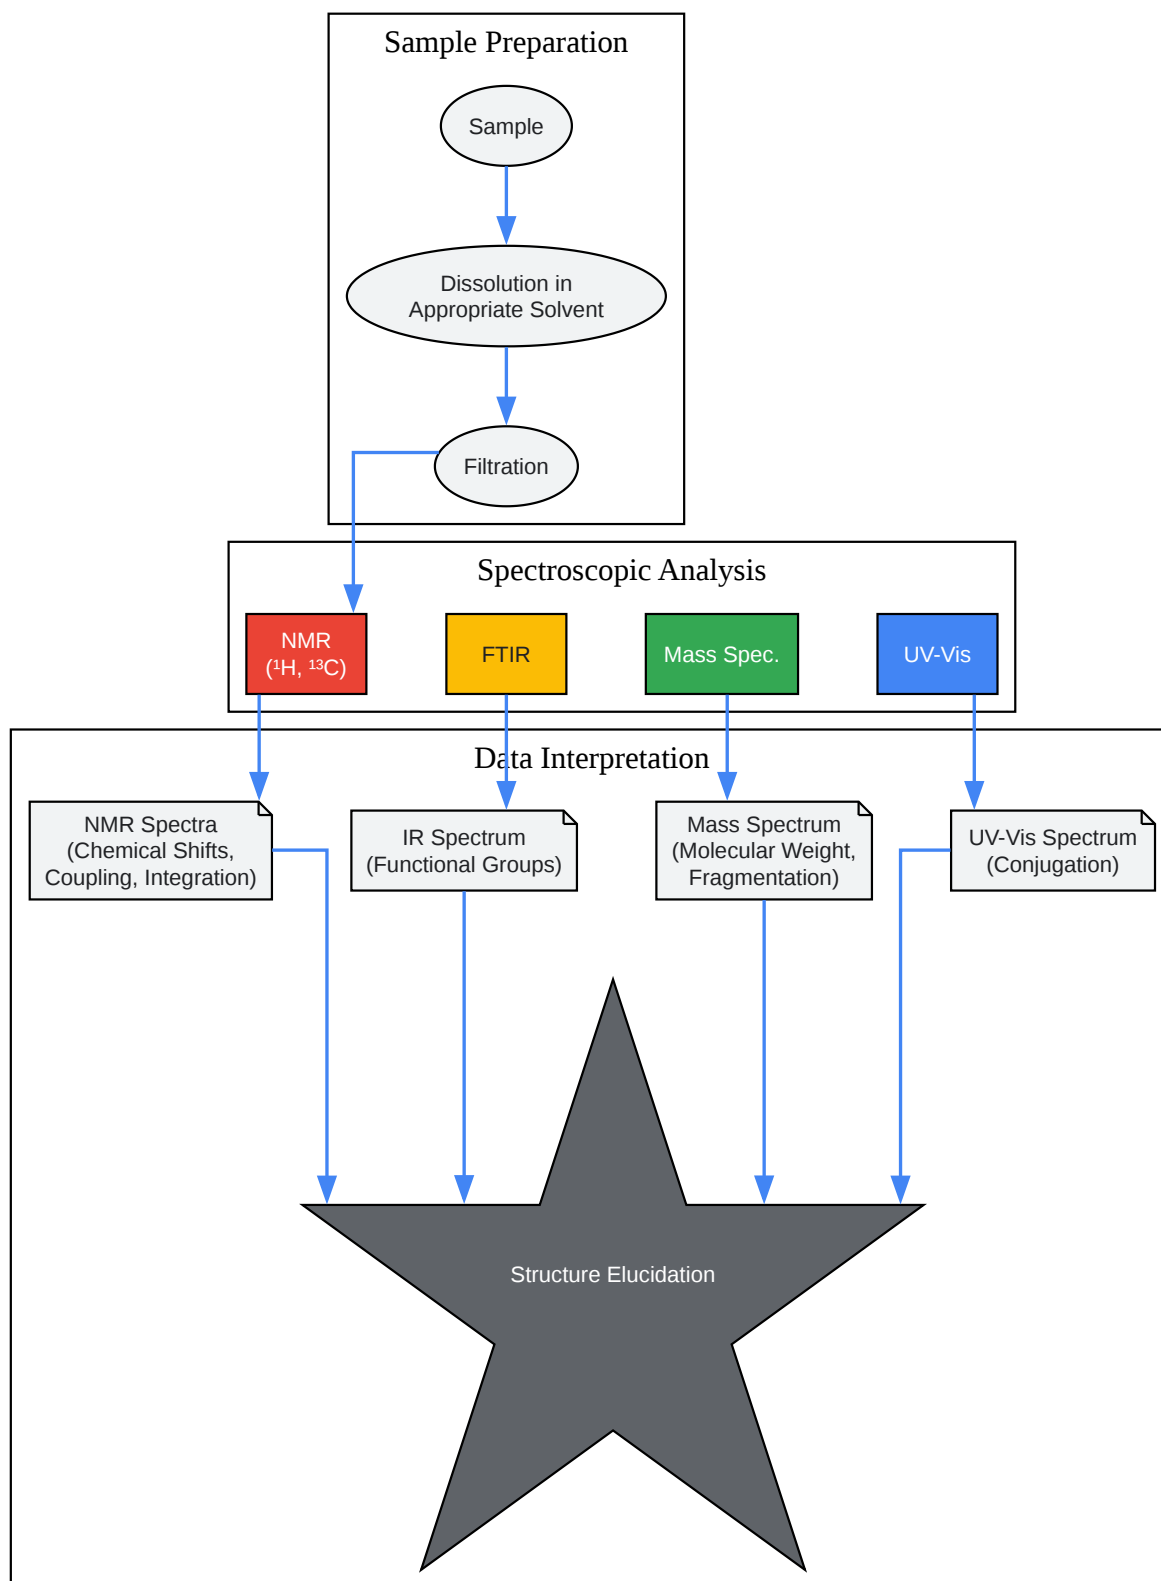 Sample Preparation
Sample
Dissolution in
Appropriate Solvent
Filtration
Spectroscopic Analysis
NMR
(¹H, ¹³C)
FTIR
Mass Spec.
UV-Vis
Data Interpretation
NMR Spectra
(Chemical Shifts,
Coupling, Integration)
IR Spectrum
(Functional Groups)
Mass Spectrum
(Molecular Weight,
Fragmentation)
UV-Vis Spectrum
(Conjugation)
Structure Elucidation